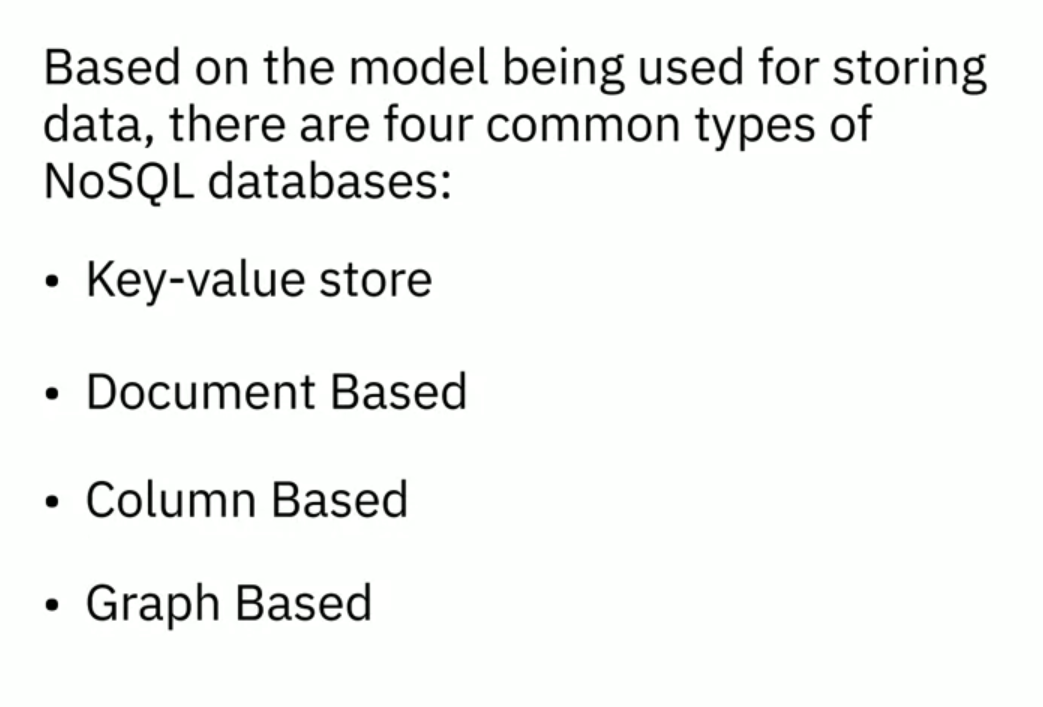 Based on the model being used for storing
data, there are four common types of
NoSQL databases:
• Key-value store
• Document Based
• Column Based
• Graph Based